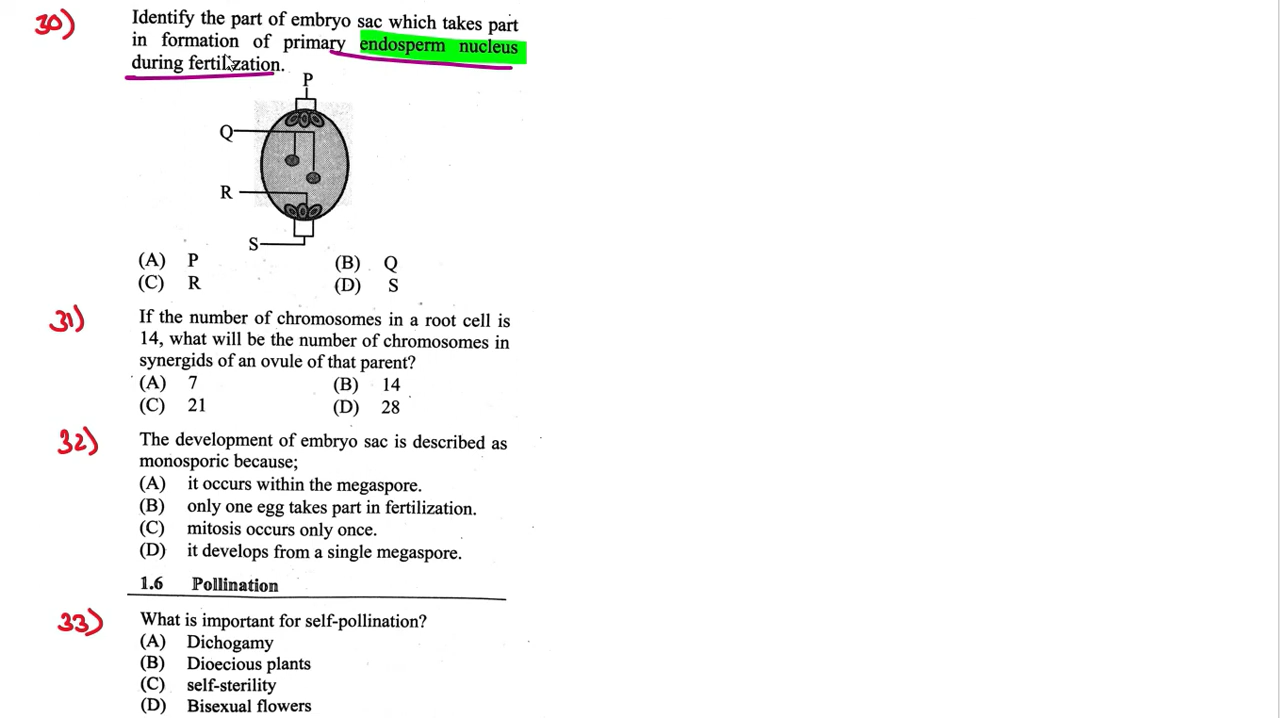 30)
Identify the part of embryo sac which takes part
in formation of primary endosperm nucleus
during fertilization.
P
Q
R
S
(A) P (B) Q
(C) R (D) S
31)
If the number of chromosomes in a root cell is
14, what will be the number of chromosomes in
synergids of an ovule of that parent?
(A) 7 (B) 14
(C) 21 (D) 28
32)
The development of embryo sac is described as
monosporic because;
(A) it occurs within the megaspore.
(B) only one egg takes part in fertilization.
(C) mitosis occurs only once.
(D) it develops from a single megaspore.
1.6 Pollination
33)
What is important for self-pollination?
(A) Dichogamy
(B) Dioecious plants
(C) self-sterility
(D) Bisexual flowers